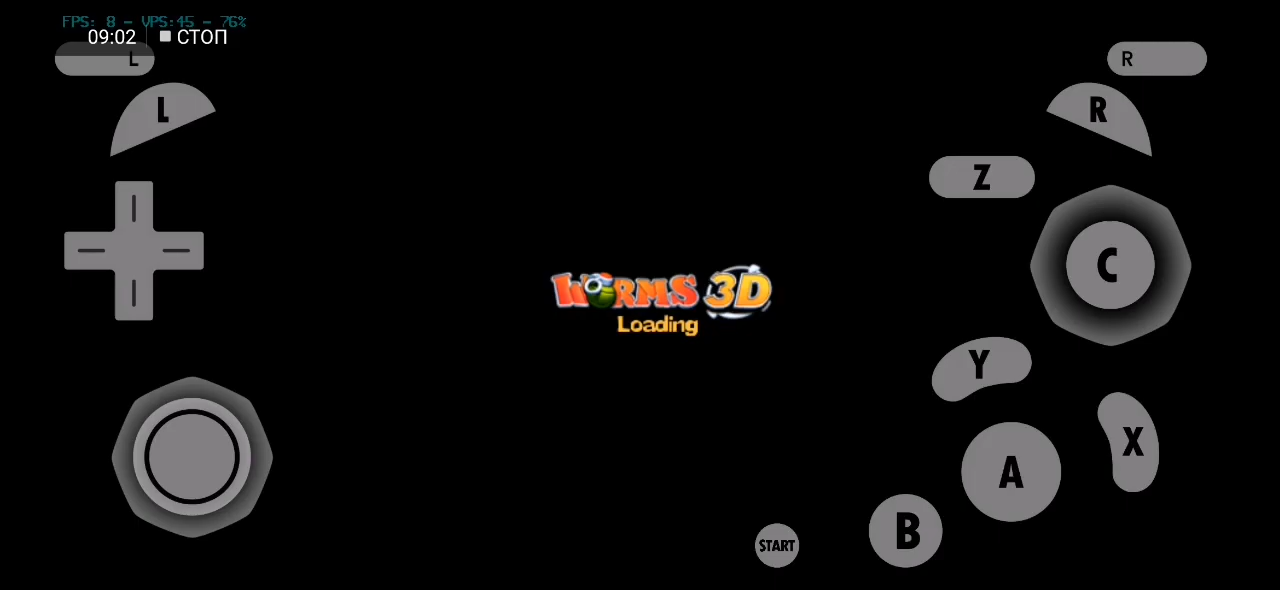 FPS: 8 - VPS:45 - 76%
09:02 СТОП
L
R
L
R
Z
C
WORMS 3D
Loading
Y
X
A
B
START